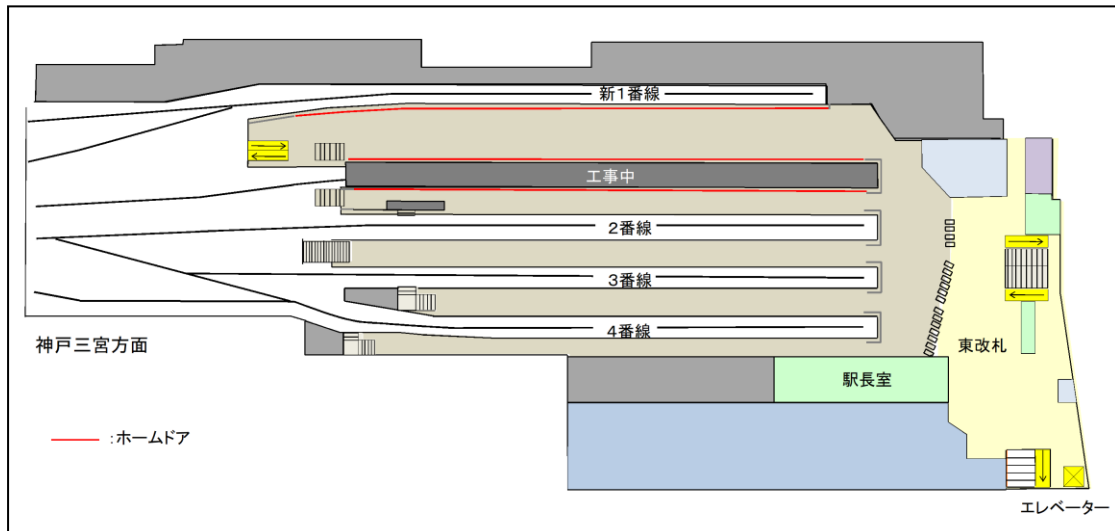 新1番線
工事中
2番線
3番線
4番線
神戸三宮方面
東改札
駅長室
:ホームドア
エレベーター